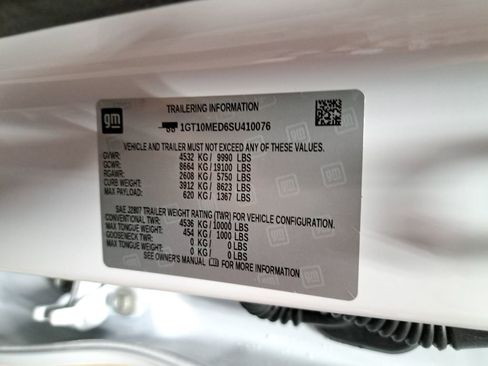 gm
TRAILERING INFORMATION
1GT10MED6SU410076
VEHICLE AND TRAILER MUST NOT EXCEED ANY OF THESE VALUES.
GVWR: 4532 KG / 9990 LBS
GCWR: 8664 KG / 19100 LBS
RGAWR: 2608 KG / 5750 LBS
CURB WEIGHT: 3912 KG / 8623 LBS
MAX PAYLOAD: 620 KG / 1367 LBS
SAE J2807 TRAILER WEIGHT RATING (TWR) FOR VEHICLE CONFIGURATION.
CONVENTIONAL TWR: 4536 KG / 10000 LBS
MAX TONGUE WEIGHT: 454 KG / 1000 LBS
GOOSENECK TWR: 0 KG / 0 LBS
MAX TONGUE WEIGHT: 0 KG / 0 LBS
SEE OWNER'S MANUAL FOR MORE INFORMATION